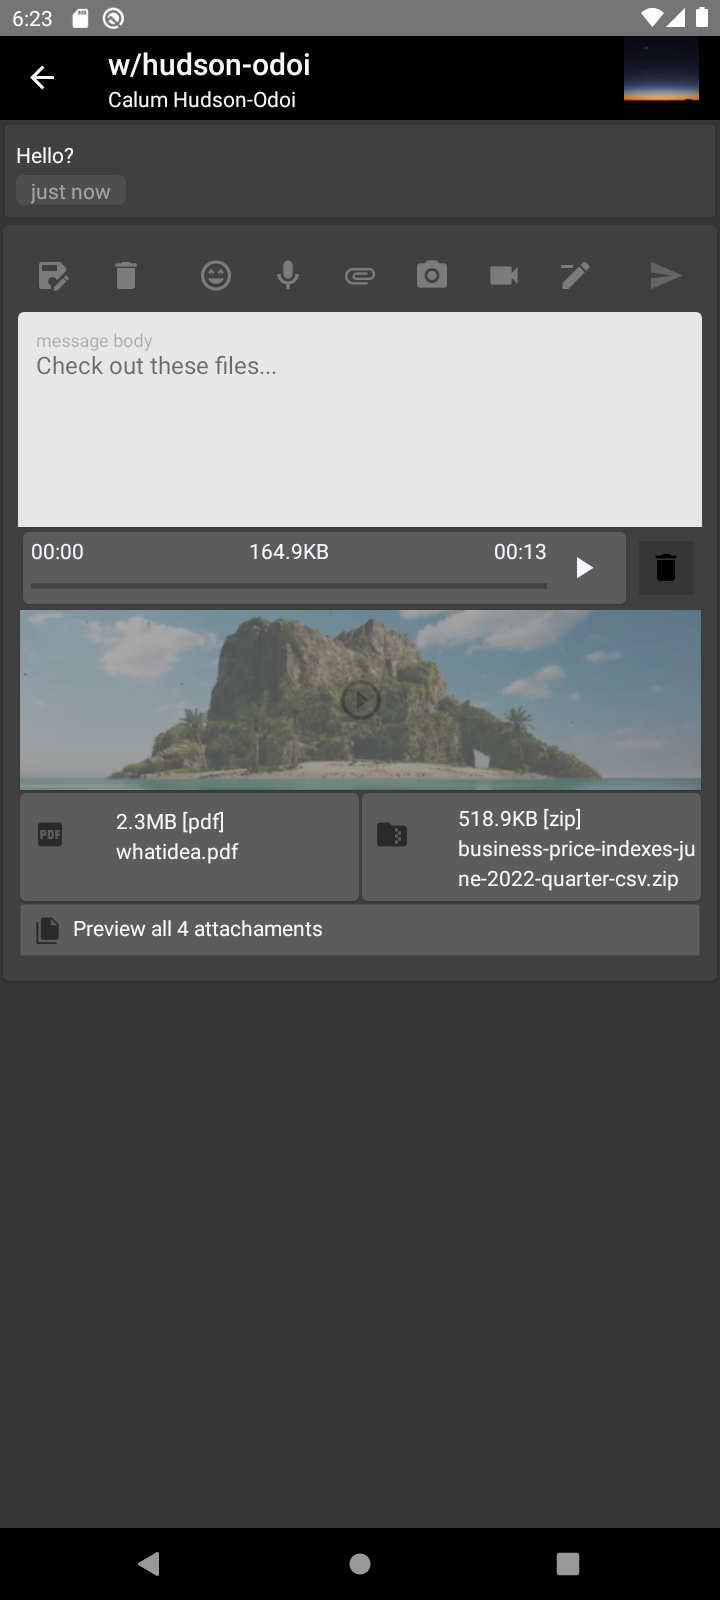 6:23
w/hudson-odoi
Calum Hudson-Odoi
Hello?
just now
message body
Check out these files...
00:00 164.9KB 00:13
PDF
2.3MB [pdf]
whatidea.pdf
518.9KB [zip]
business-price-indexes-ju
ne-2022-quarter-csv.zip
Preview all 4 attachaments